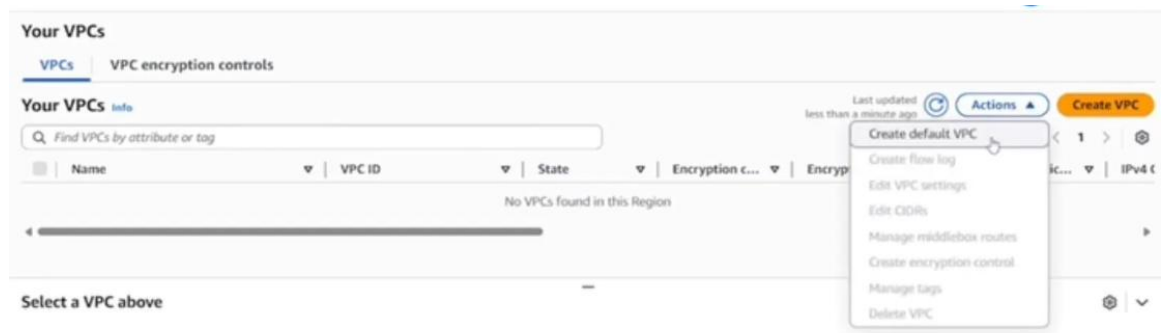 Your VPCs
VPCs VPC encryption controls
Your VPCs Info
Last updated
less than a minute ago
Actions Create VPC
Find VPCs by attribute or tag
1
Name VPC ID State Encryption c... Encryp ic... IPv4 C
No VPCs found in this Region
Create default VPC
Create flow log
Edit VPC settings
Edit CIDRs
Manage middlebox routes
Create encryption control
Manage tags
Delete VPC
Select a VPC above